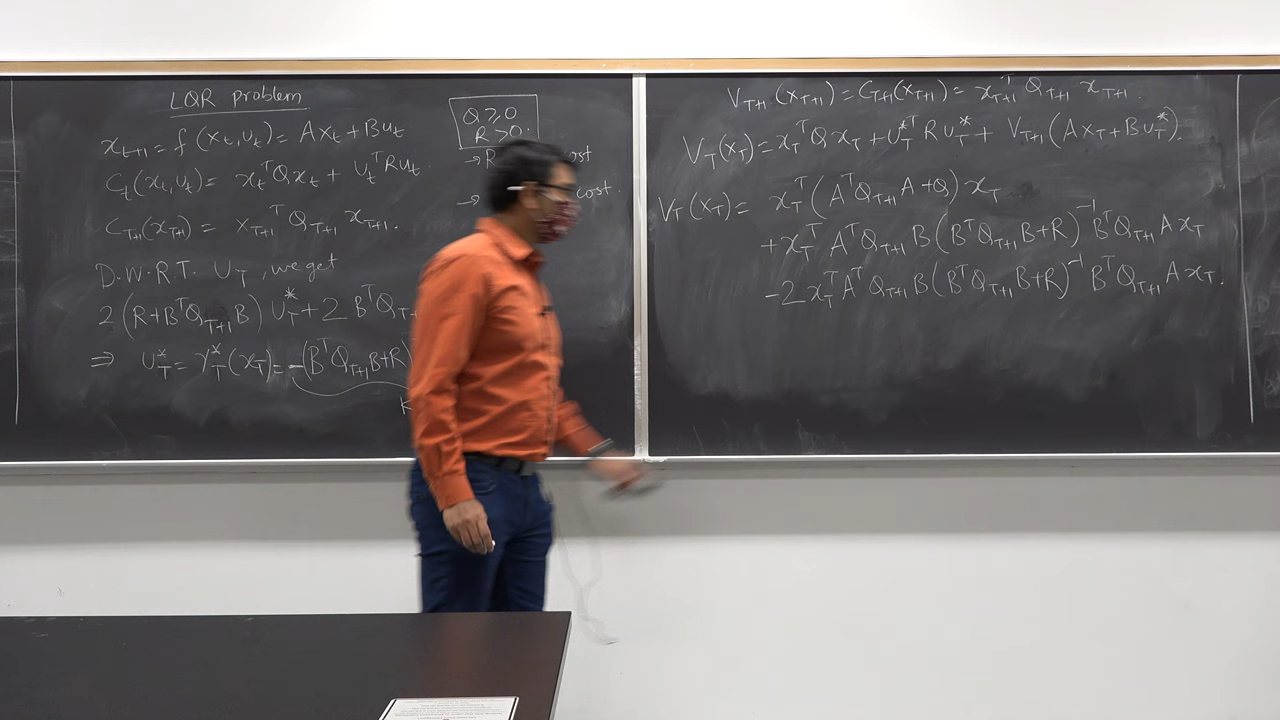 LQR problem
x_{t+1} = f(x_t, u_t) = Ax_t + Bu_t
C_t(x_t, u_t) = x_t^T Q x_t + u_t^T R u_t.
C_{T+1}(x_{T+1}) = x_{T+1}^T Q_{T+1} x_{T+1}.
D.W.R.T. U_T, we get
2(R+B^T Q_{T+1} B) U_T^* + 2 B^T Q_{T+
⇒ U_T^* = γ_T^*(x_T) = -(B^T Q_{T+1} B+R)
K
Q ≥ 0
R > 0.
→ R cost
→ cost.
V_{T+1}(x_{T+1}) = C_{T+1}(x_{T+1}) = x_{T+1}^T Q_{T+1} x_{T+1}.
V_T(x_T) = x_T^T Q x_T + U_T^{*T} R U_T^* + V_{T+1}(A x_T + B u_T^*).
V_T(x_T) = x_T^T (A^T Q_{T+1} A + Q) x_T
+ x_T^T A^T Q_{T+1} B (B^T Q_{T+1} B+R)^{-1} B^T Q_{T+1} A x_T
-2 x_T^T A^T Q_{T+1} B (B^T Q_{T+1} B+R)^{-1} B^T Q_{T+1} A x_T.